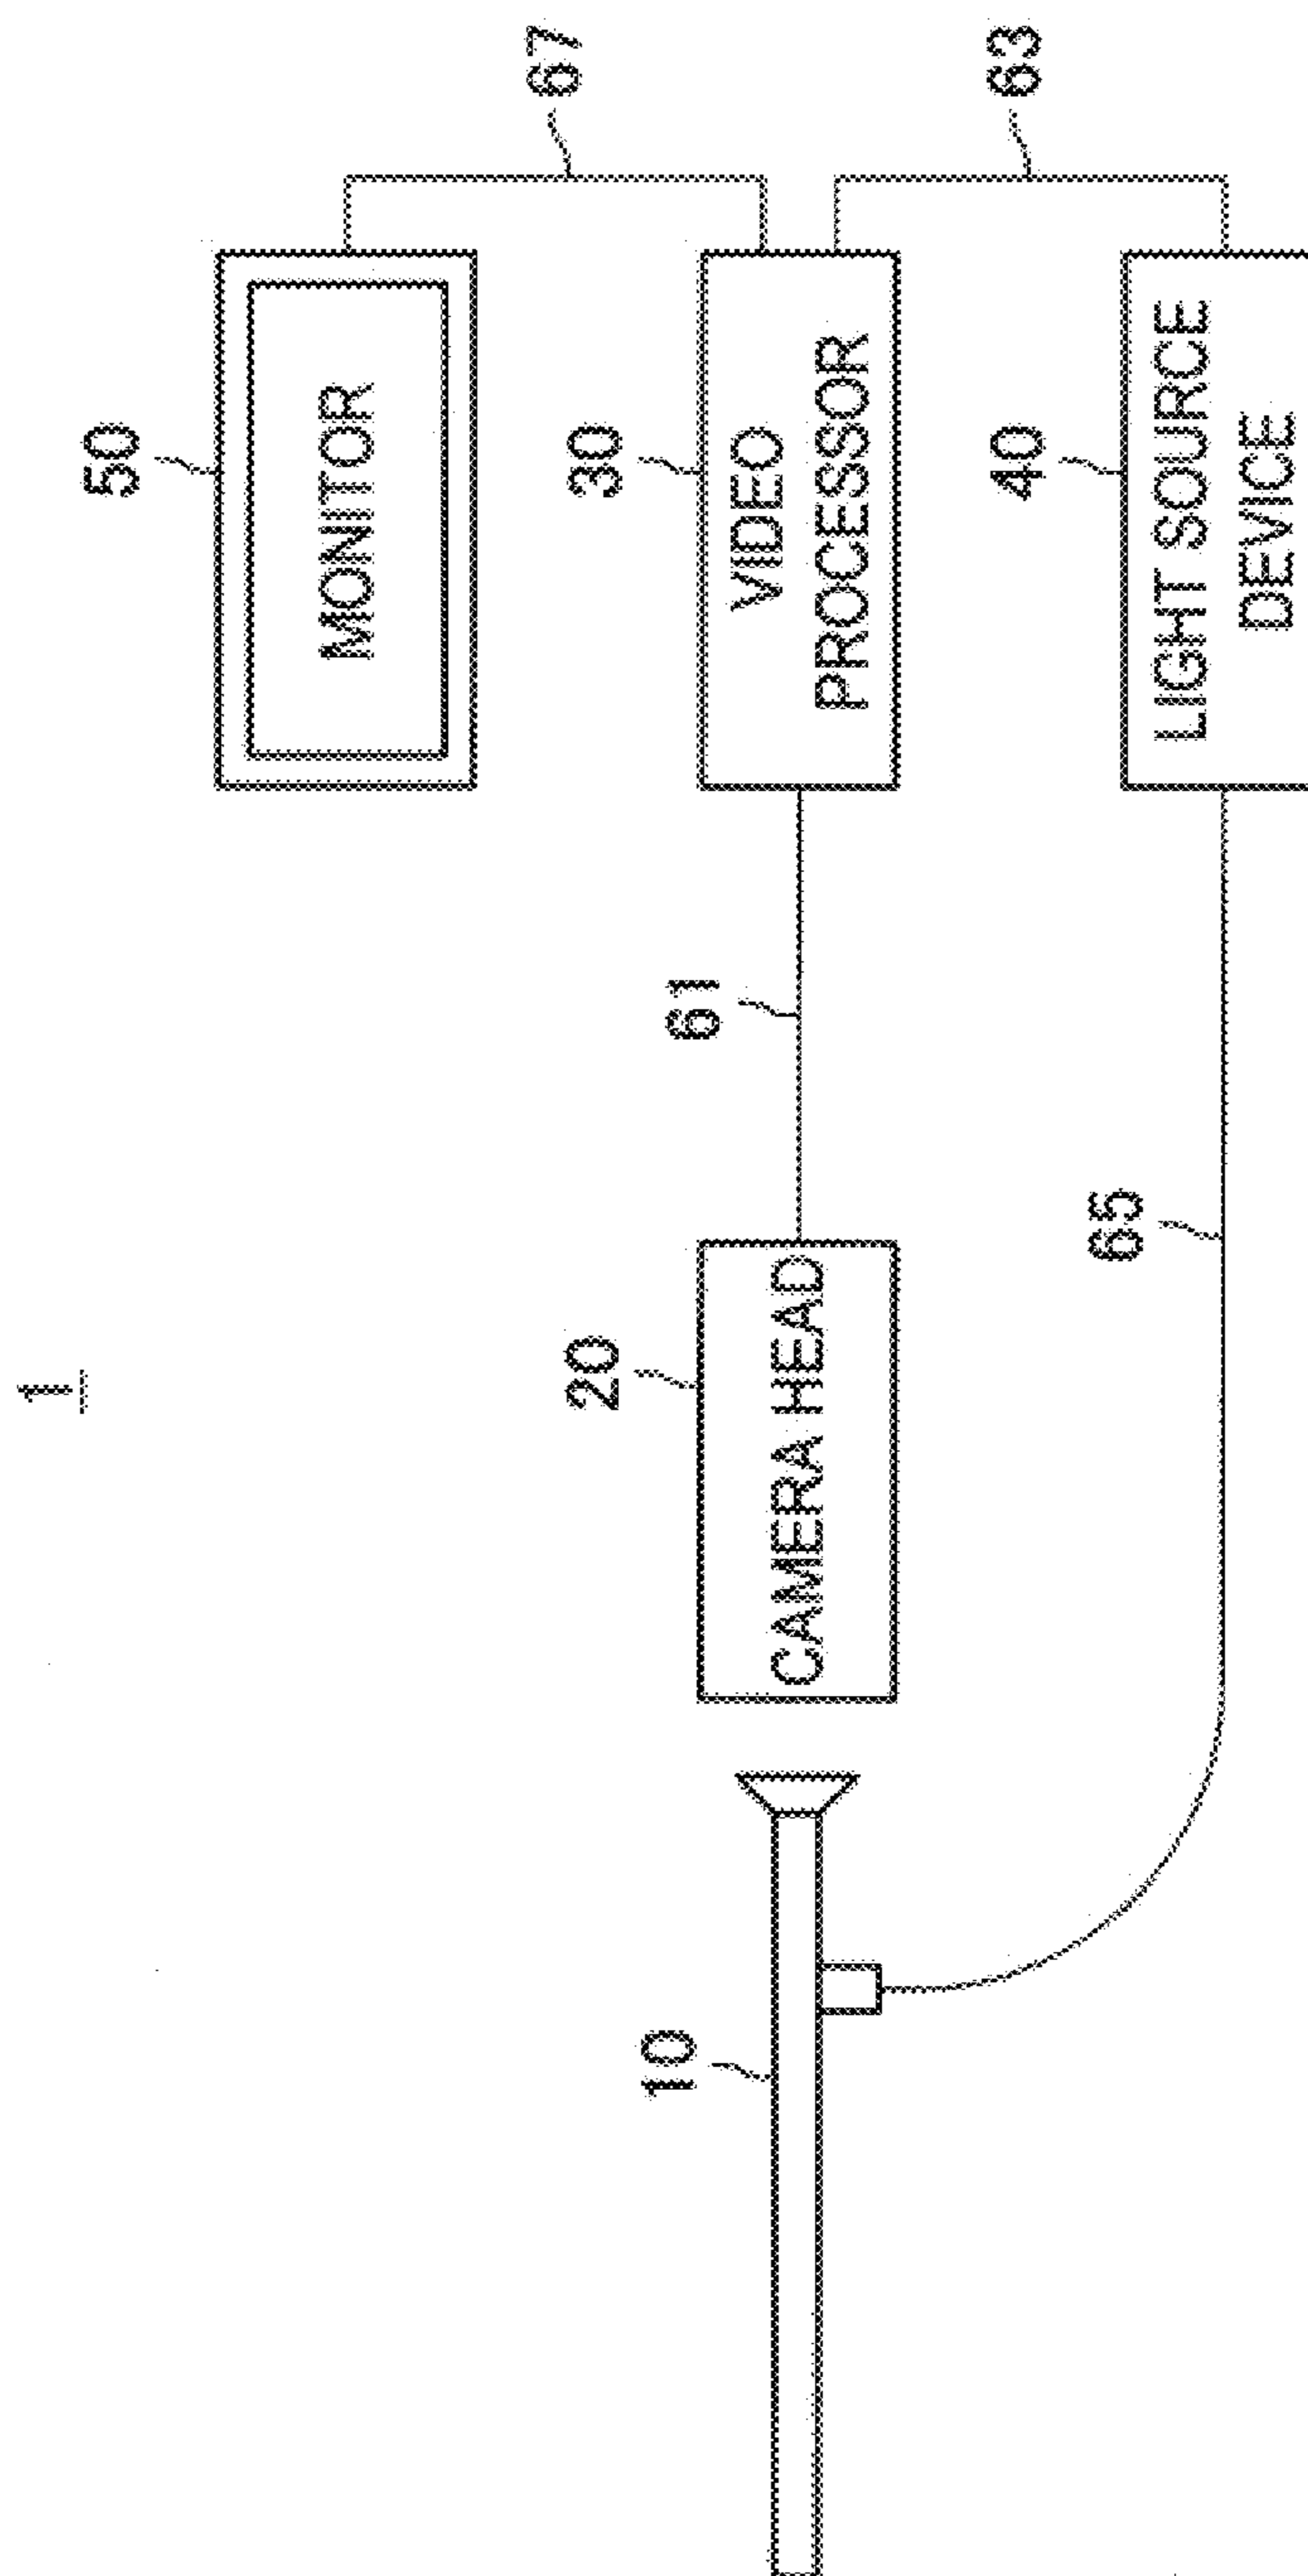 1
50
MONITOR
67
20
CAMERA HEAD
61
30
VIDEO
PROCESSOR
10
63
65
40
LIGHT SOURCE
DEVICE